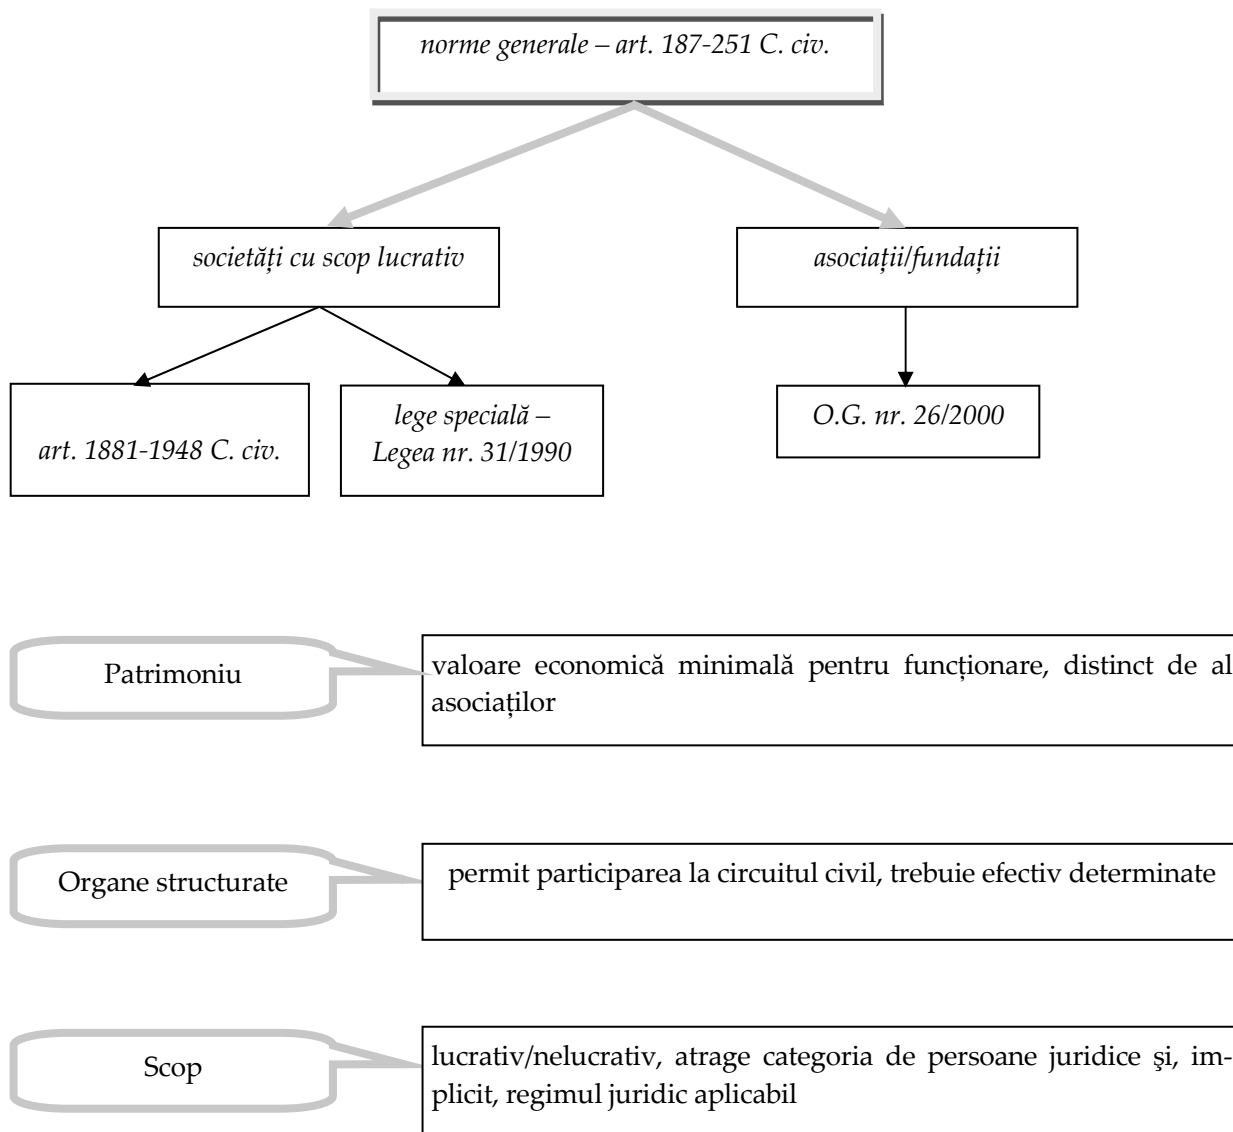 norme generale – art. 187-251 C. civ.
societăți cu scop lucrativ
asociații/fundații
art. 1881-1948 C. civ.
lege specială –
Legea nr. 31/1990
O.G. nr. 26/2000
Patrimoniu
valoare economică minimală pentru funcționare, distinct de al
asociaților
Organe structurate
permit participarea la circuitul civil, trebuie efectiv determinate
Scop
lucrativ/nelucrativ, atrage categoria de persoane juridice şi, im-
plicit, regimul juridic aplicabil